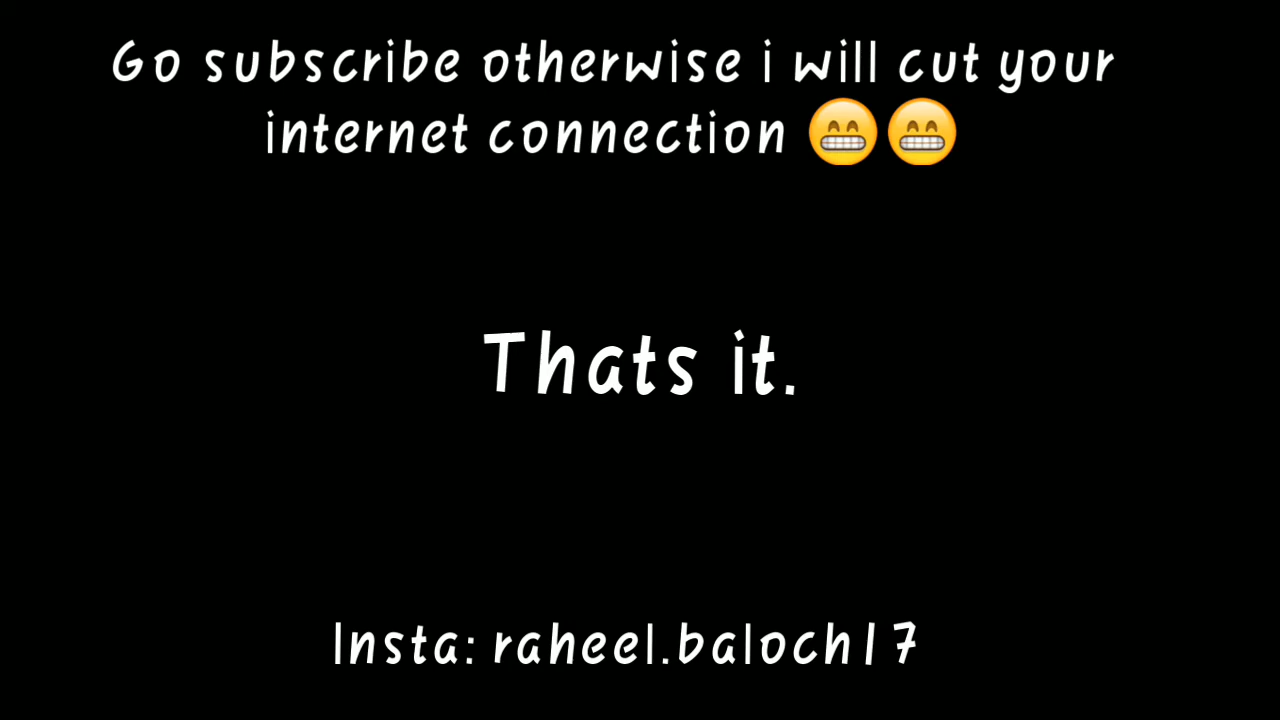 Go subscribe otherwise i will cut your
internet connection 😁😁
Thats it.
Insta: raheel.baloch17